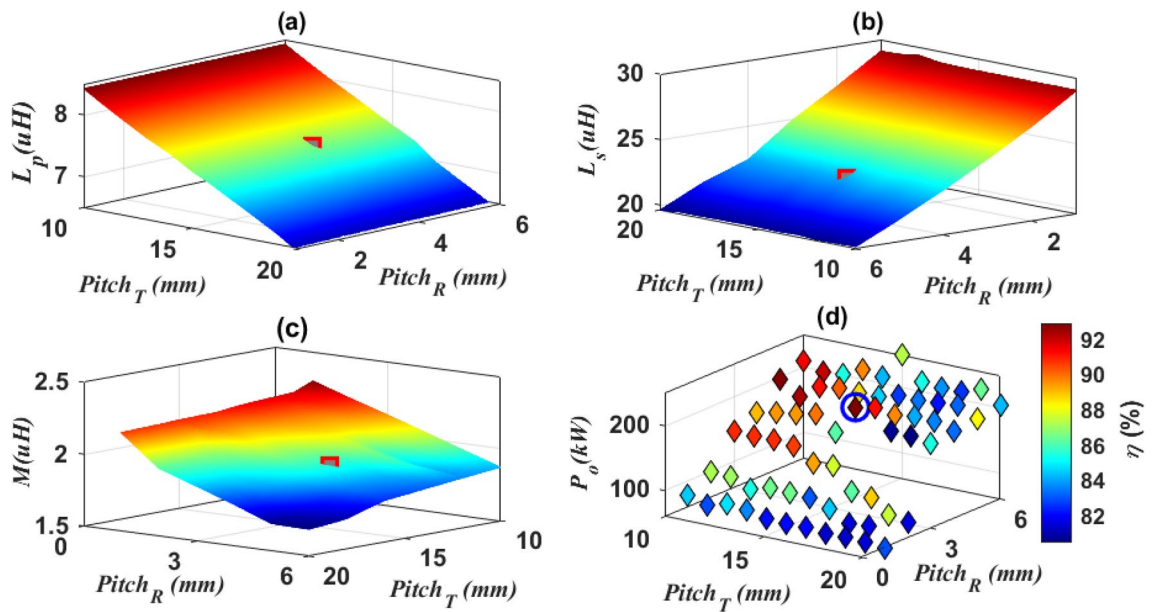 (a)
L_p(uH)
8
7
10
15
20
2
4
6
Pitch_T (mm)
Pitch_R (mm)
(b)
L_s(uH)
30
25
20
20
15
10
6
4
2
Pitch_T (mm)
Pitch_R (mm)
(c)
M(uH)
2.5
2
1.5
0
3
6
20
15
10
Pitch_R (mm)
Pitch_T (mm)
(d)
P_o(kW)
200
100
10
15
20
0
3
6
Pitch_T (mm)
Pitch_R (mm)
92
90
88
86
84
82
η (%)